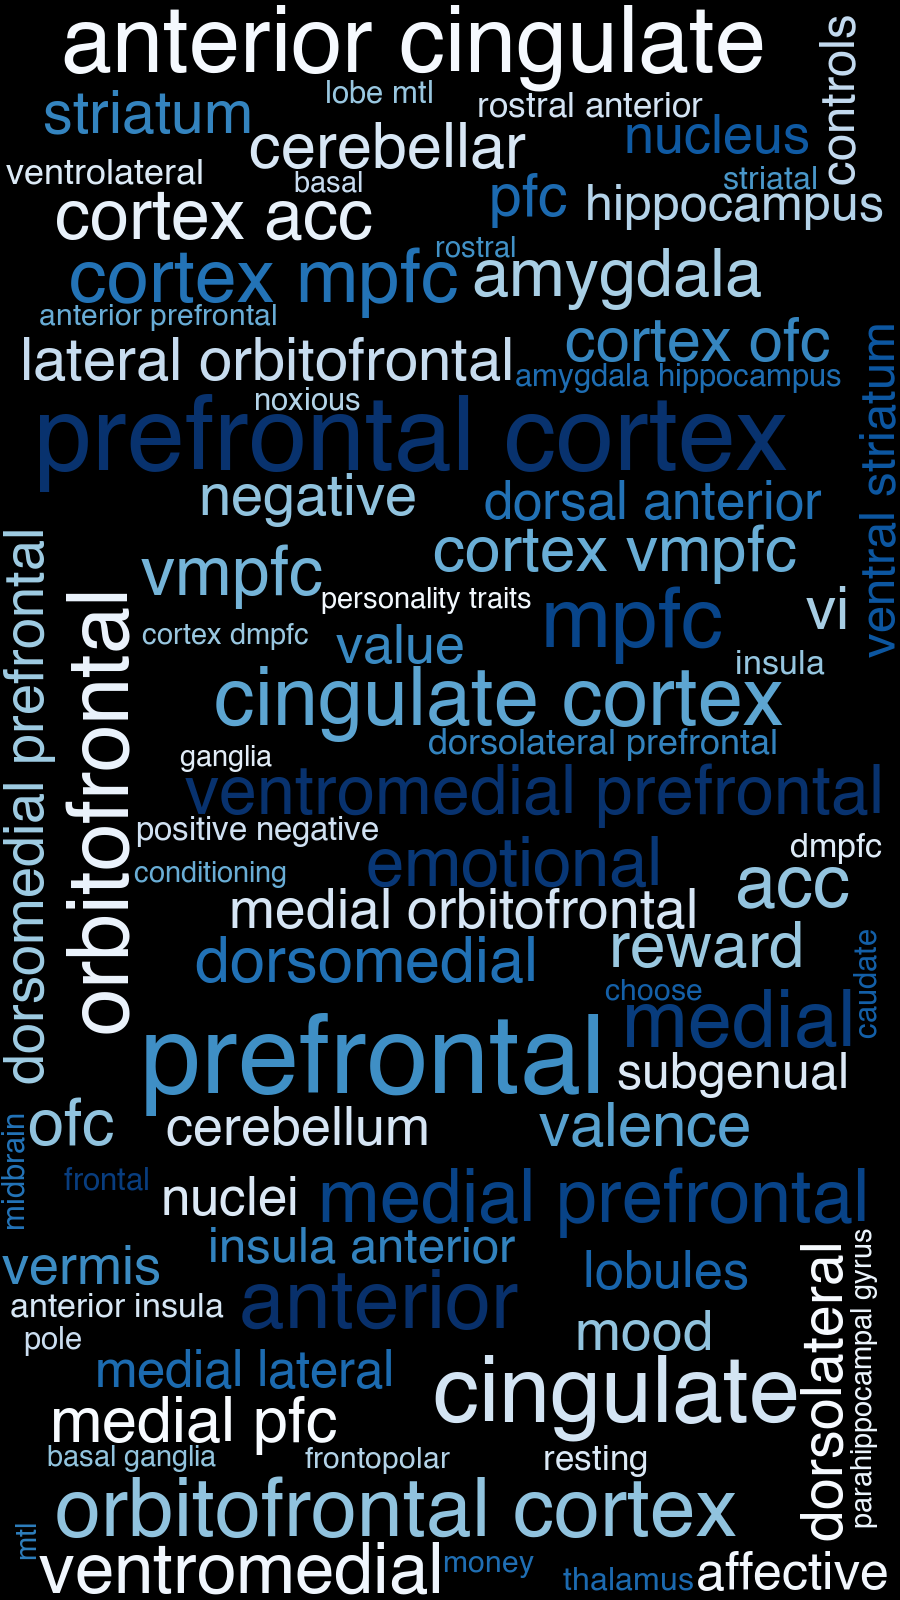 anterior cingulate
controls
lobe mtl
striatum
rostral anterior
nucleus
cerebellar
ventrolateral
basal
striatal
pfc
hippocampus
cortex acc
rostral
cortex mpfc
amygdala
anterior prefrontal
cortex ofc
lateral orbitofrontal
amygdala hippocampus
ventral striatum
noxious
prefrontal cortex
negative
dorsal anterior
cortex vmpfc
dorsomedial prefrontal
vmpfc
orbitofrontal
personality traits
mpfc
vi
cortex dmpfc
value
insula
cingulate cortex
dorsolateral prefrontal
ganglia
ventromedial prefrontal
positive negative
dmpfc
emotional
conditioning
acc
medial orbitofrontal
reward
caudate
dorsomedial
choose
medial
prefrontal
subgenual
ofc
cerebellum
valence
midbrain
frontal
nuclei
medial prefrontal
insula anterior
vermis
lobules
dorsolateral
parahippocampal gyrus
anterior insula
anterior
pole
mood
medial lateral
cingulate
medial pfc
basal ganglia
frontopolar
resting
orbitofrontal cortex
mtl
ventromedial
money
thalamus
affective